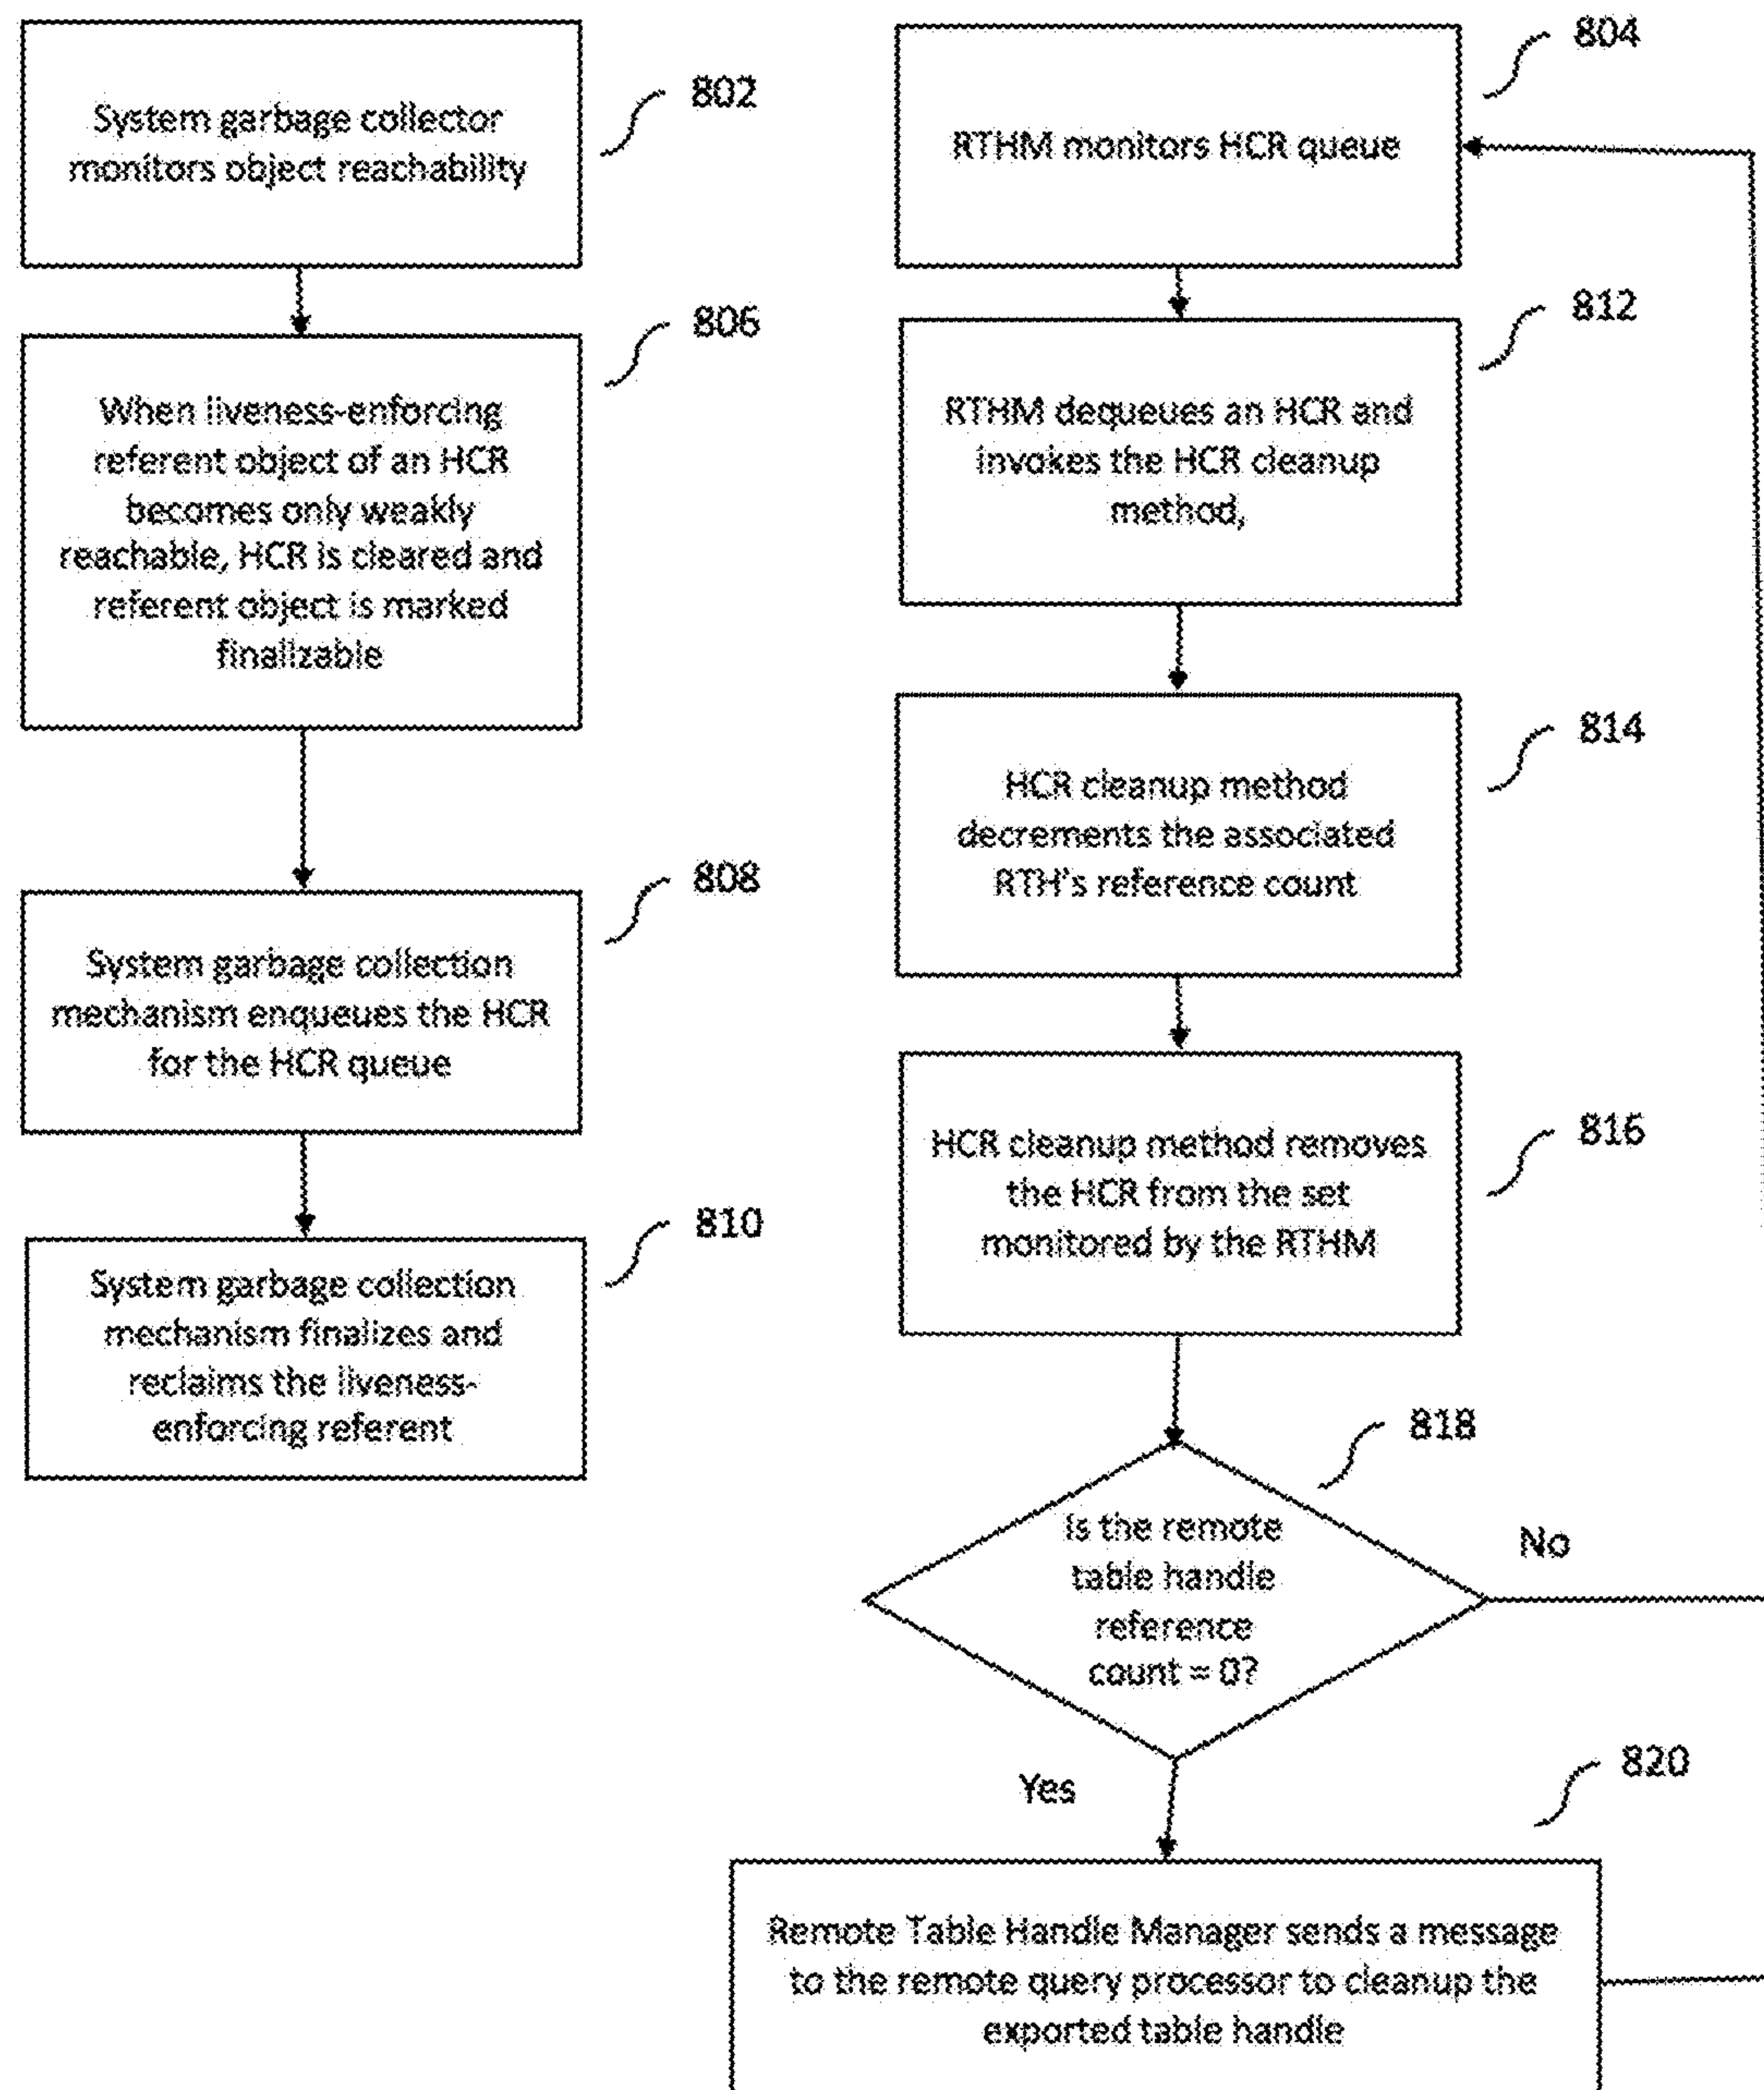 System garbage collector
monitors object reachability
802
When liveness-enforcing
referent object of an HCR
becomes only weakly
reachable, HCR is cleared and
referent object is marked
finalizable
806
System garbage collection
mechanism enqueues the HCR
for the HCR queue
808
System garbage collection
mechanism finalizes and
reclaims the liveness-
enforcing referent
810
RTHM monitors HCR queue
804
RTHM dequeues an HCR and
invokes the HCR cleanup
method,
812
HCR cleanup method
decrements the associated
RTH's reference count
814
HCR cleanup method removes
the HCR from the set
monitored by the RTHM
816
Is the remote
table handle
reference
count = 0?
818
No
Yes
Remote Table Handle Manager sends a message
to the remote query processor to cleanup the
exported table handle
820